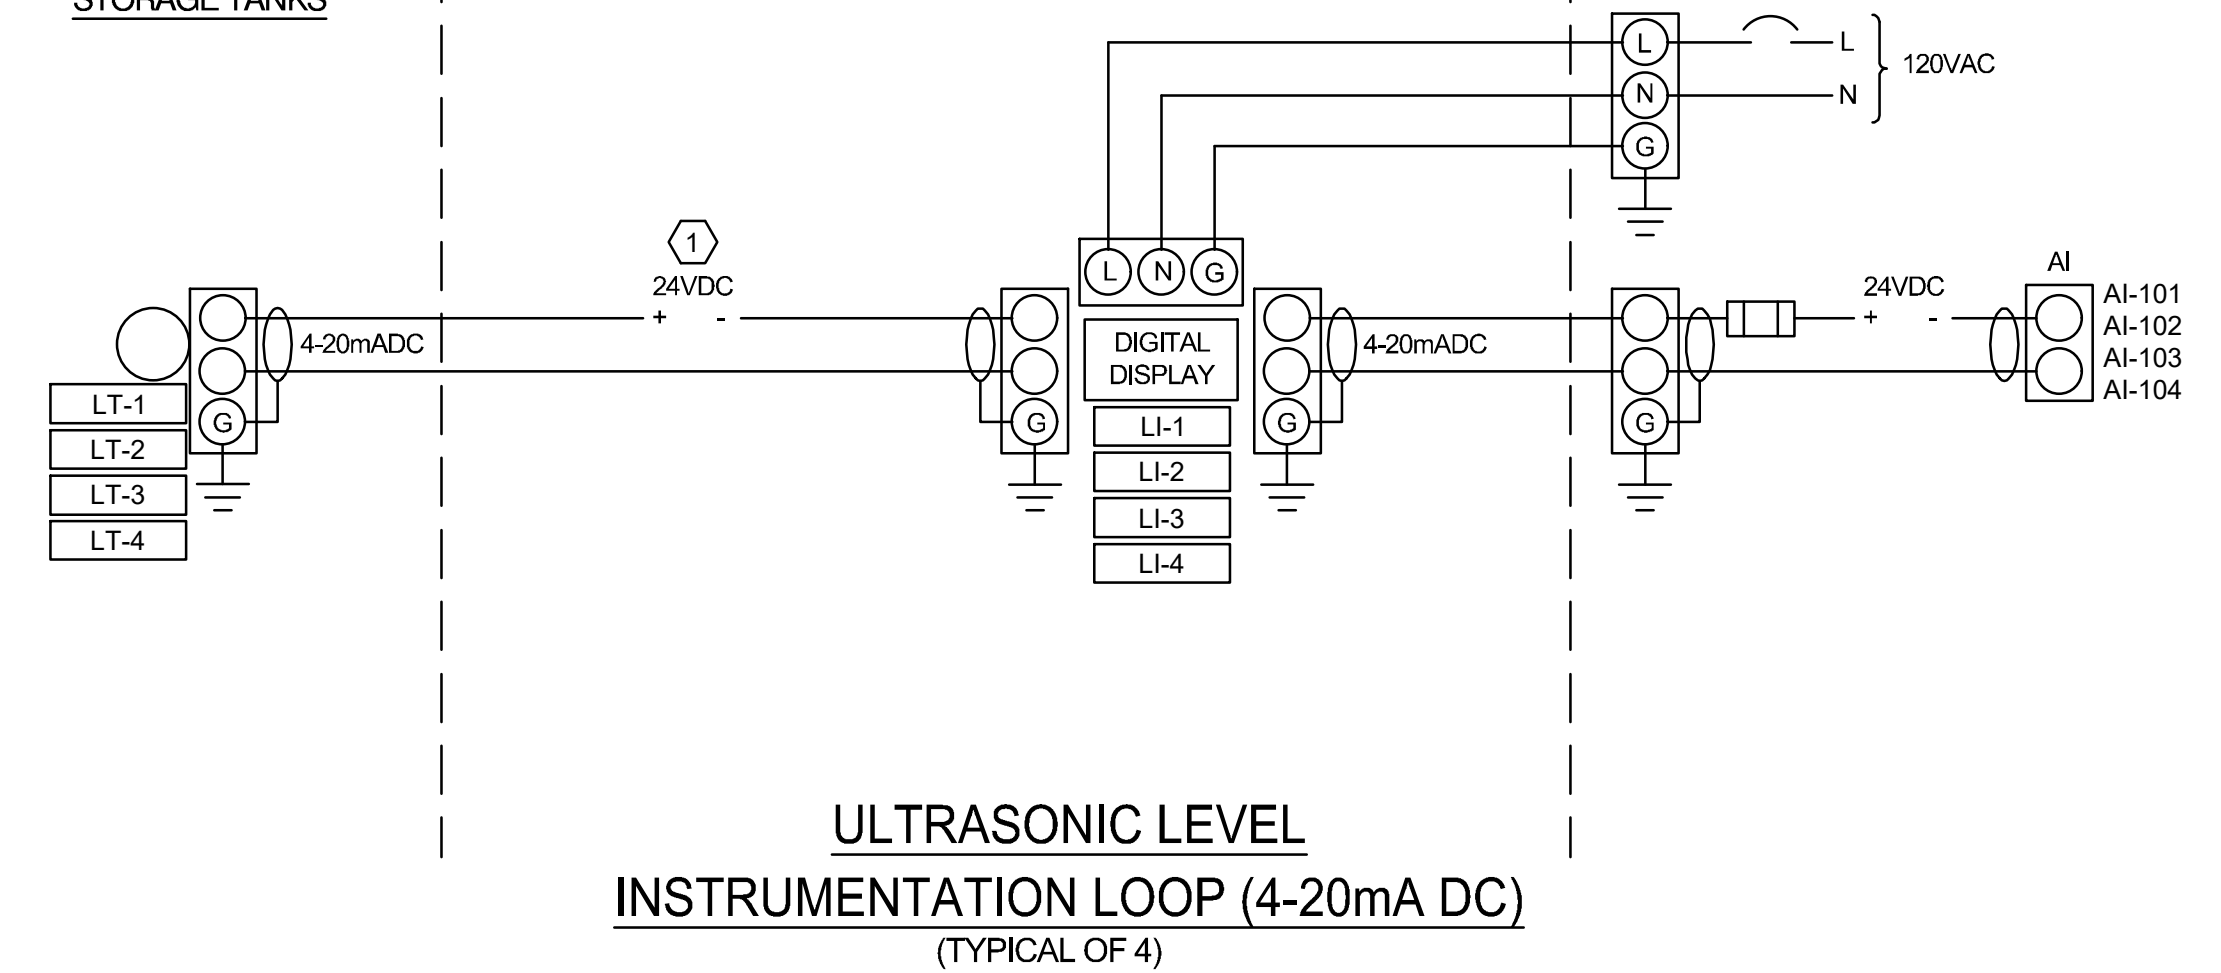 STORAGE TANKS
L
N
G
L
N
120VAC
1
24VDC
+ -
4-20mADC
G
LT-1
LT-2
LT-3
LT-4
G
L N G
DIGITAL
DISPLAY
LI-1
LI-2
LI-3
LI-4
4-20mADC
G
G
24VDC
+ -
AI
AI-101
AI-102
AI-103
AI-104
ULTRASONIC LEVEL
INSTRUMENTATION LOOP (4-20mA DC)
(TYPICAL OF 4)